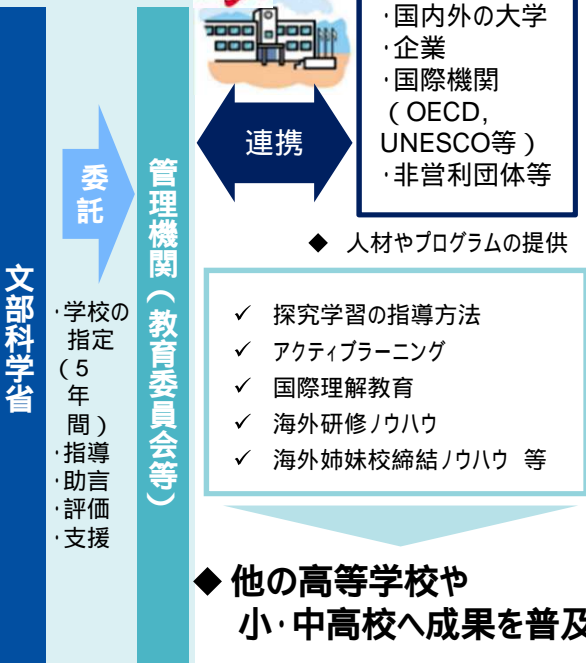 文部科学省
委
託
·学校の
指定
（5
年
間）
·指導
·助言
·評価
·支援
管理機関（教育委員会等）
連携
·国内外の大学
·企業
·国際機関
（OECD,
UNESCO等）
·非営利団体等
◆ 人材やプログラムの提供
✓ 探究学習の指導方法
✓ アクティブラーニング
✓ 国際理解教育
✓ 海外研修ノウハウ
✓ 海外姉妹校締結ノウハウ 等
◆ 他の高等学校や
小·中高校へ成果を普及